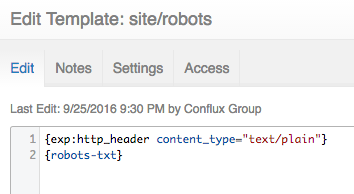 Edit Template: site/robots
Edit Notes Settings Access
Last Edit: 9/25/2016 9:30 PM by Conflux Group
1 {exp:http_header content_type="text/plain"}
2 {robots-txt}